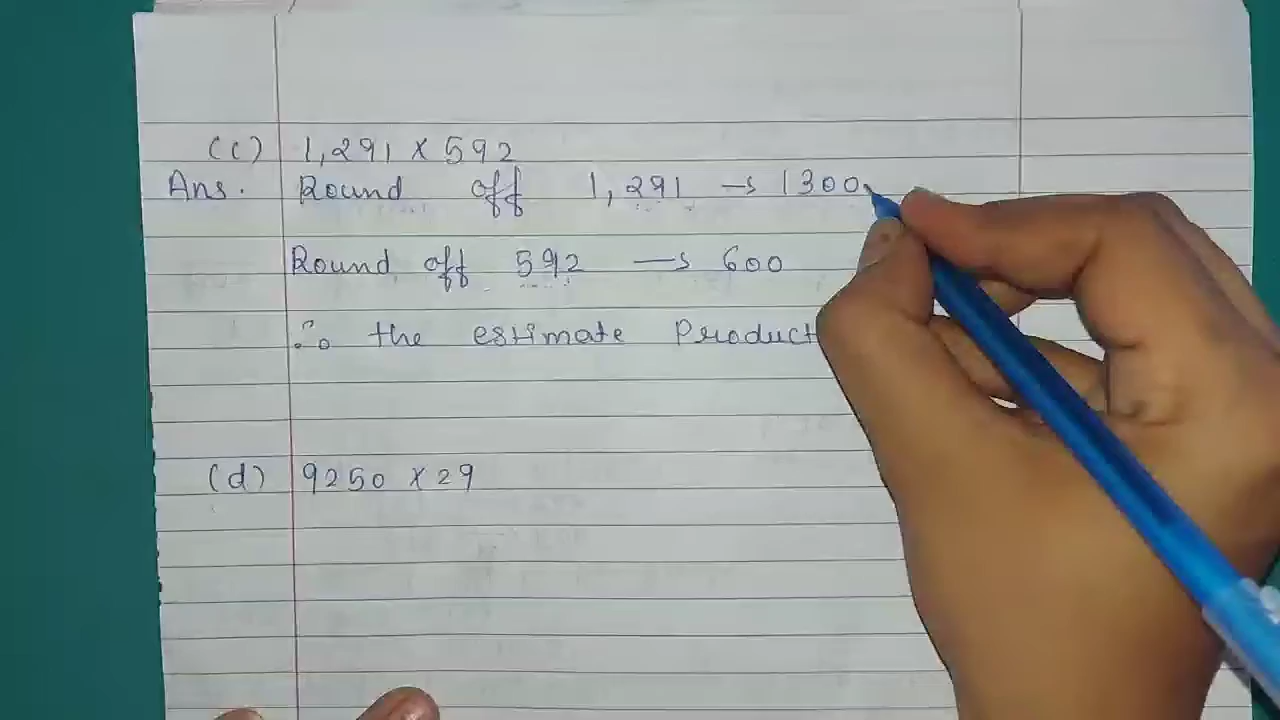 (c) 1,291 x 592
Ans. Round off 1,291 → 1300
Round off 592 → 600
∴ the estimate Product
(d) 9250 x 29